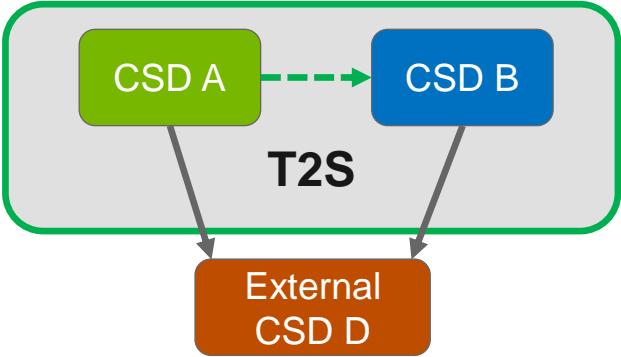 CSD A
CSD B
T2S
External
CSD D